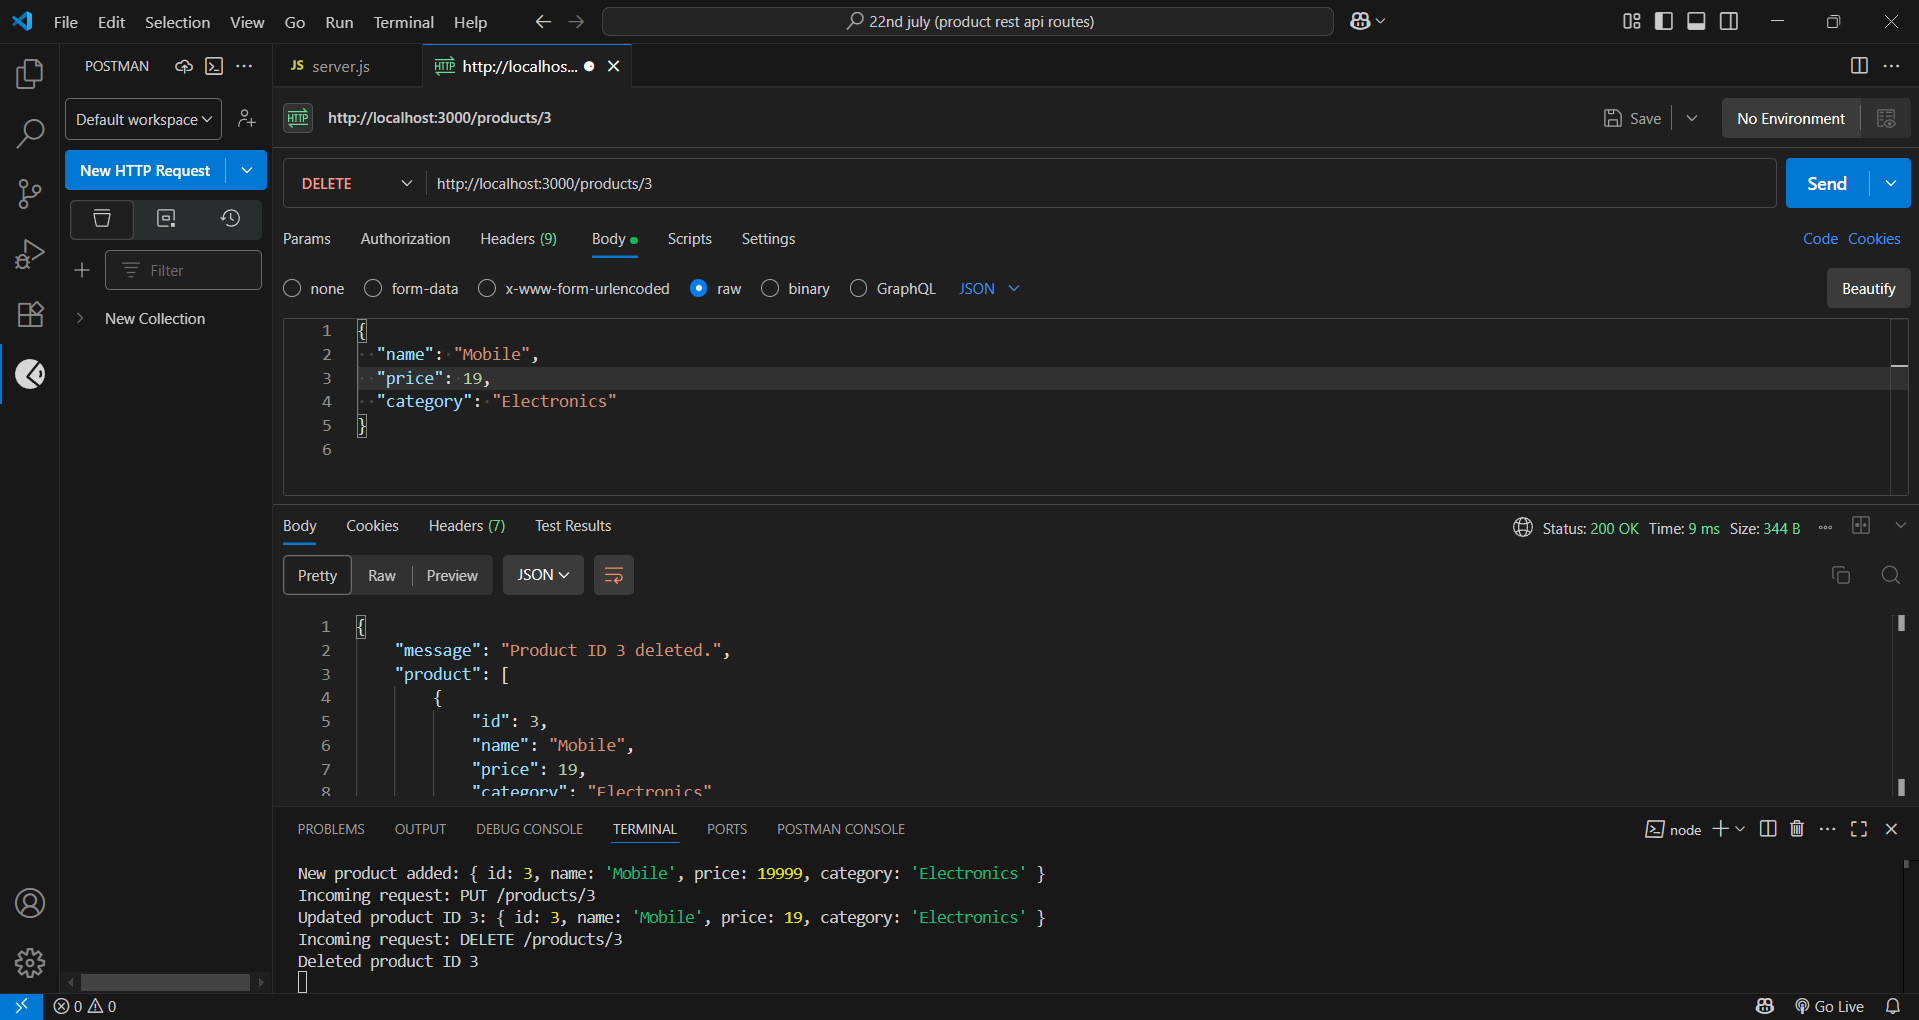 File Edit Selection View Go Run Terminal Help
22nd july (product rest api routes)
POSTMAN
JS server.js
HTTP http://localhos...
Default workspace
HTTP http://localhost:3000/products/3
Save
No Environment
New HTTP Request
DELETE
http://localhost:3000/products/3
Send
Params Authorization Headers (9) Body Scripts Settings
Code Cookies
Filter
none form-data x-www-form-urlencoded raw binary GraphQL JSON
Beautify
New Collection
1 {
2 "name": "Mobile",
3 "price": 19,
4 "category": "Electronics"
5 }
6
Body Cookies Headers (7) Test Results
Status: 200 OK Time: 9 ms Size: 344 B
Pretty Raw Preview JSON
1 {
2 "message": "Product ID 3 deleted.",
3 "product": [
4 {
5 "id": 3,
6 "name": "Mobile",
7 "price": 19,
8 "category": "Electronics"
PROBLEMS OUTPUT DEBUG CONSOLE TERMINAL PORTS POSTMAN CONSOLE
node
New product added: { id: 3, name: 'Mobile', price: 19999, category: 'Electronics' }
Incoming request: PUT /products/3
Updated product ID 3: { id: 3, name: 'Mobile', price: 19, category: 'Electronics' }
Incoming request: DELETE /products/3
Deleted product ID 3
0 0
Go Live